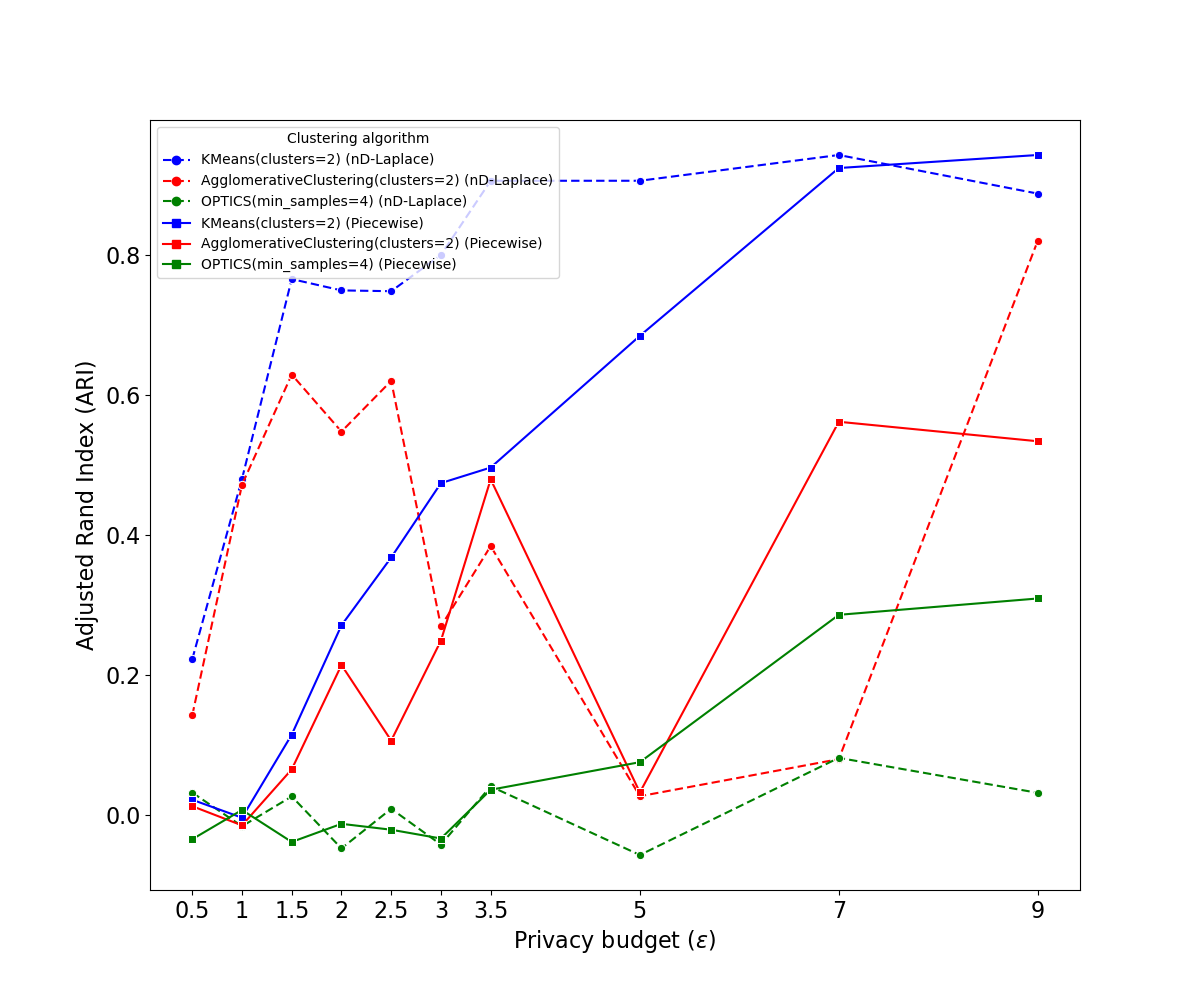 Clustering algorithm
KMeans(clusters=2) (nD-Laplace)
AgglomerativeClustering(clusters=2) (nD-Laplace)
OPTICS(min_samples=4) (nD-Laplace)
KMeans(clusters=2) (Piecewise)
AgglomerativeClustering(clusters=2) (Piecewise)
OPTICS(min_samples=4) (Piecewise)
Adjusted Rand Index (ARI)
0.8
0.6
0.4
0.2
0.0
0.5 1 1.5 2 2.5 3 3.5 5 7 9
Privacy budget (ε)